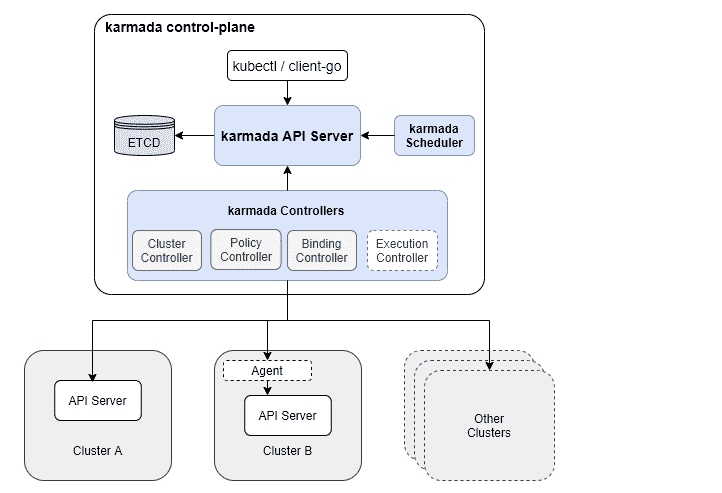 karmada control-plane
kubectl / client-go
karmada API Server
ETCD
karmada
Scheduler
karmada Controllers
Cluster
Controller
Policy
Controller
Binding
Controller
Execution
Controller
API Server
Cluster A
Agent
API Server
Cluster B
Other
Clusters